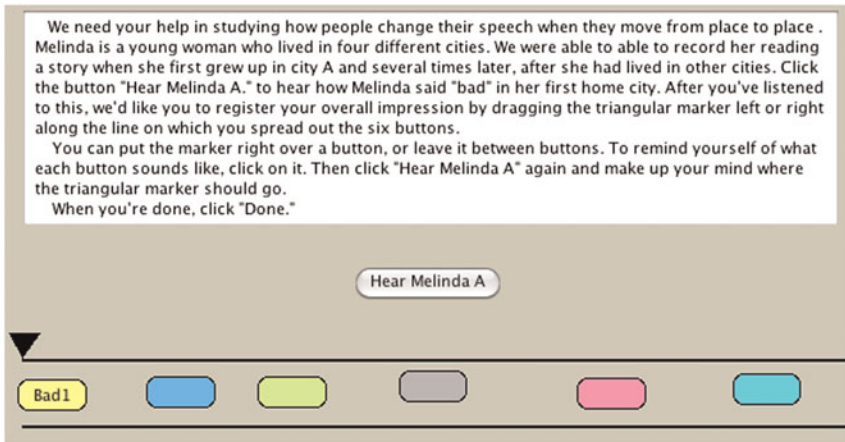 We need your help in studying how people change their speech when they move from place to place .
Melinda is a young woman who lived in four different cities. We were able to able to record her reading
a story when she first grew up in city A and several times later, after she had lived in other cities. Click
the button "Hear Melinda A." to hear how Melinda said "bad" in her first home city. After you've listened
to this, we'd like you to register your overall impression by dragging the triangular marker left or right
along the line on which you spread out the six buttons.
You can put the marker right over a button, or leave it between buttons. To remind yourself of what
each button sounds like, click on it. Then click "Hear Melinda A" again and make up your mind where
the triangular marker should go.
When you're done, click "Done."
Hear Melinda A
Bad1